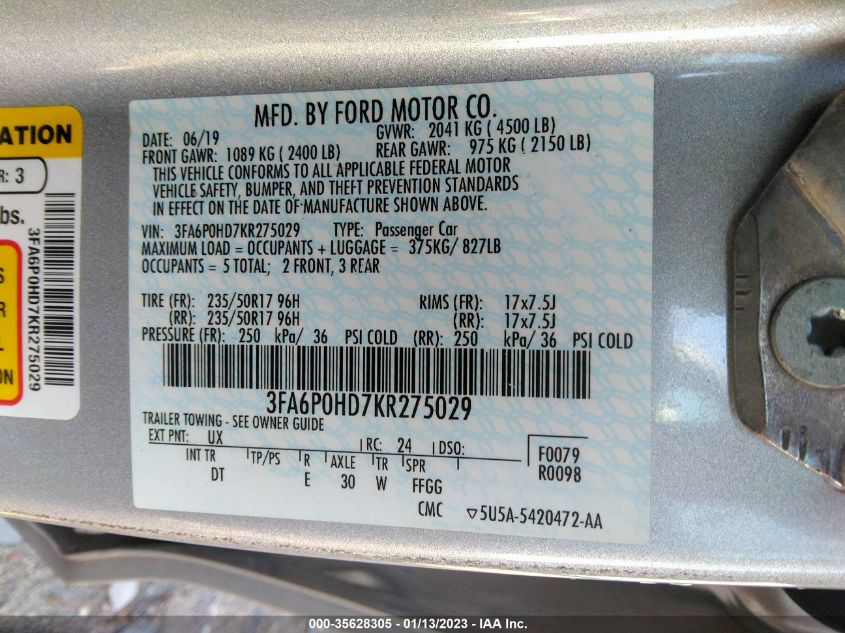 MFD. BY FORD MOTOR CO.
DATE: 06/19 GVWR: 2041 KG ( 4500 LB)
FRONT GAWR: 1089 KG ( 2400 LB) REAR GAWR: 975 KG ( 2150 LB)
THIS VEHICLE CONFORMS TO ALL APPLICABLE FEDERAL MOTOR
VEHICLE SAFETY, BUMPER, AND THEFT PREVENTION STANDARDS
IN EFFECT ON THE DATE OF MANUFACTURE SHOWN ABOVE.
VIN: 3FA6P0HD7KR275029 TYPE: Passenger Car
MAXIMUM LOAD = OCCUPANTS + LUGGAGE = 375KG/ 827LB
OCCUPANTS = 5 TOTAL; 2 FRONT, 3 REAR
TIRE (FR): 235/50R17 96H RIMS (FR): 17x7.5J
(RR): 235/50R17 96H (RR): 17x7.5J
PRESSURE (FR): 250 kPa/ 36 PSI COLD (RR): 250 kPa/ 36 PSI COLD
3FA6P0HD7KR275029
TRAILER TOWING - SEE OWNER GUIDE
EXT PNT: UX RC: 24 DSO: F0079
INT TR TP/PS R AXLE TR SPR R0098
DT E 30 W FFGG
CMC ▽5U5A-5420472-AA
ATION
R: 3
bs.
3FA6P0HD7KR275029
S
R
L
ON
000-35628305 - 01/13/2023 - IAA Inc.